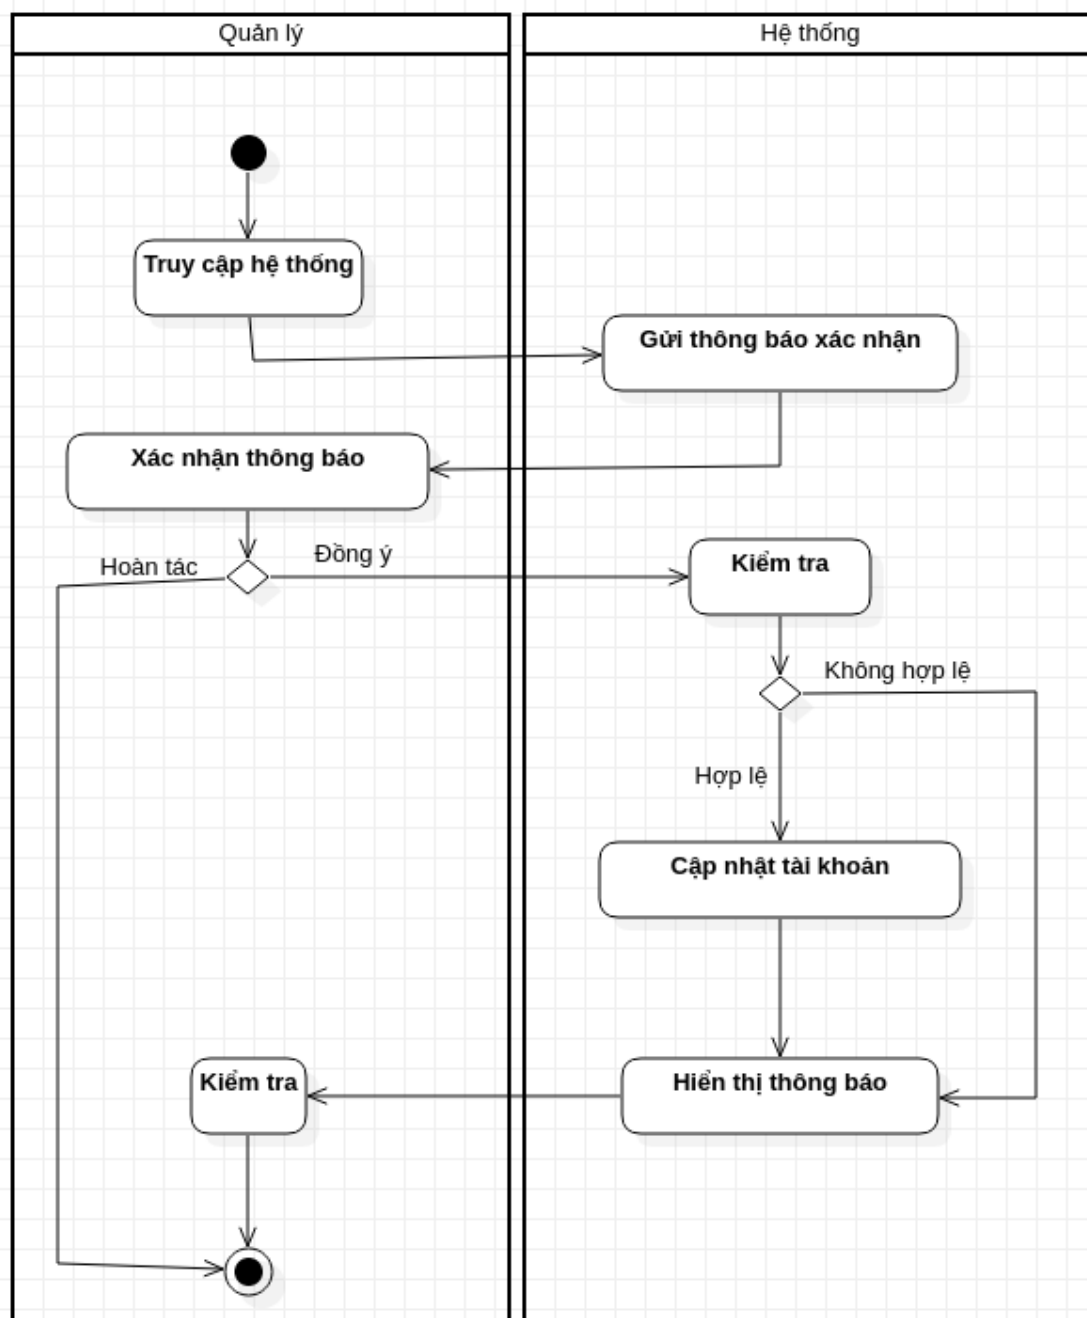 Quản lý
Hệ thống
Truy cập hệ thống
Gửi thông báo xác nhận
Xác nhận thông báo
Hoàn tác
Đồng ý
Kiểm tra
Không hợp lệ
Hợp lệ
Cập nhật tài khoản
Kiểm tra
Hiển thị thông báo